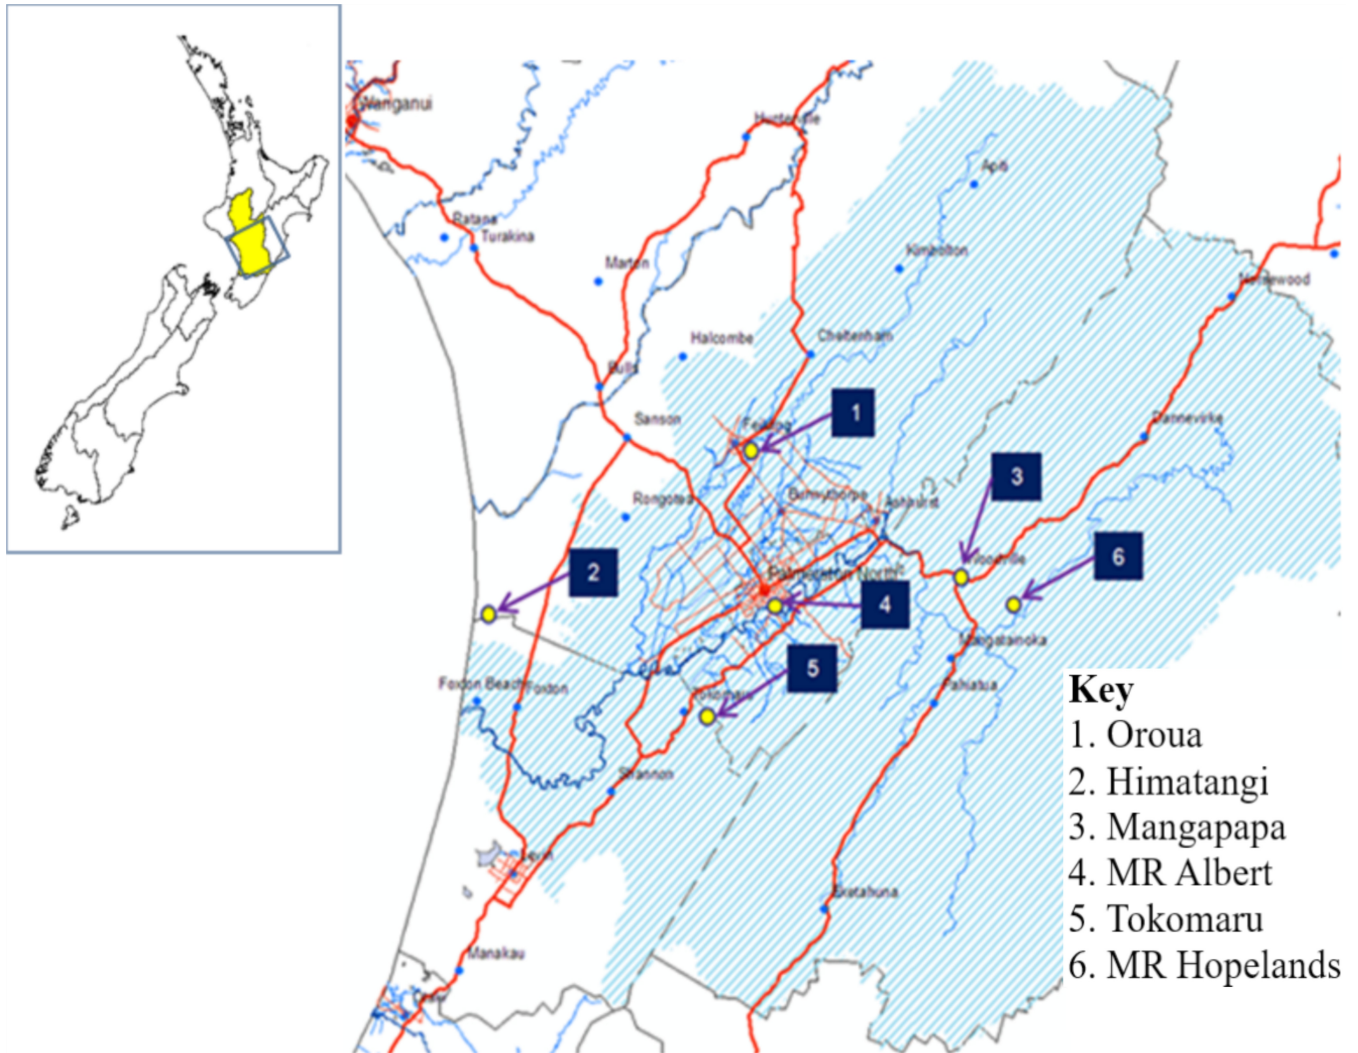 Wanganui
Hunterville
Apiti
Ratana
Turakina
Kimbolton
Marton
Norsewood
Halcombe
Cheltenham
Bulls
1
Sanson
Feilding
Dannevirke
3
Rongotea
Bunnythorpe
Ashhurst
6
2
Woodville
Palmerston North
4
Mangatainoka
5
Foxton Beach
Foxton
Pahiatua
Tokomaru
Shannon
Levin
Eketahuna
Manakau
Otaki
Key
1. Oroua
2. Himatangi
3. Mangapapa
4. MR Albert
5. Tokomaru
6. MR Hopelands